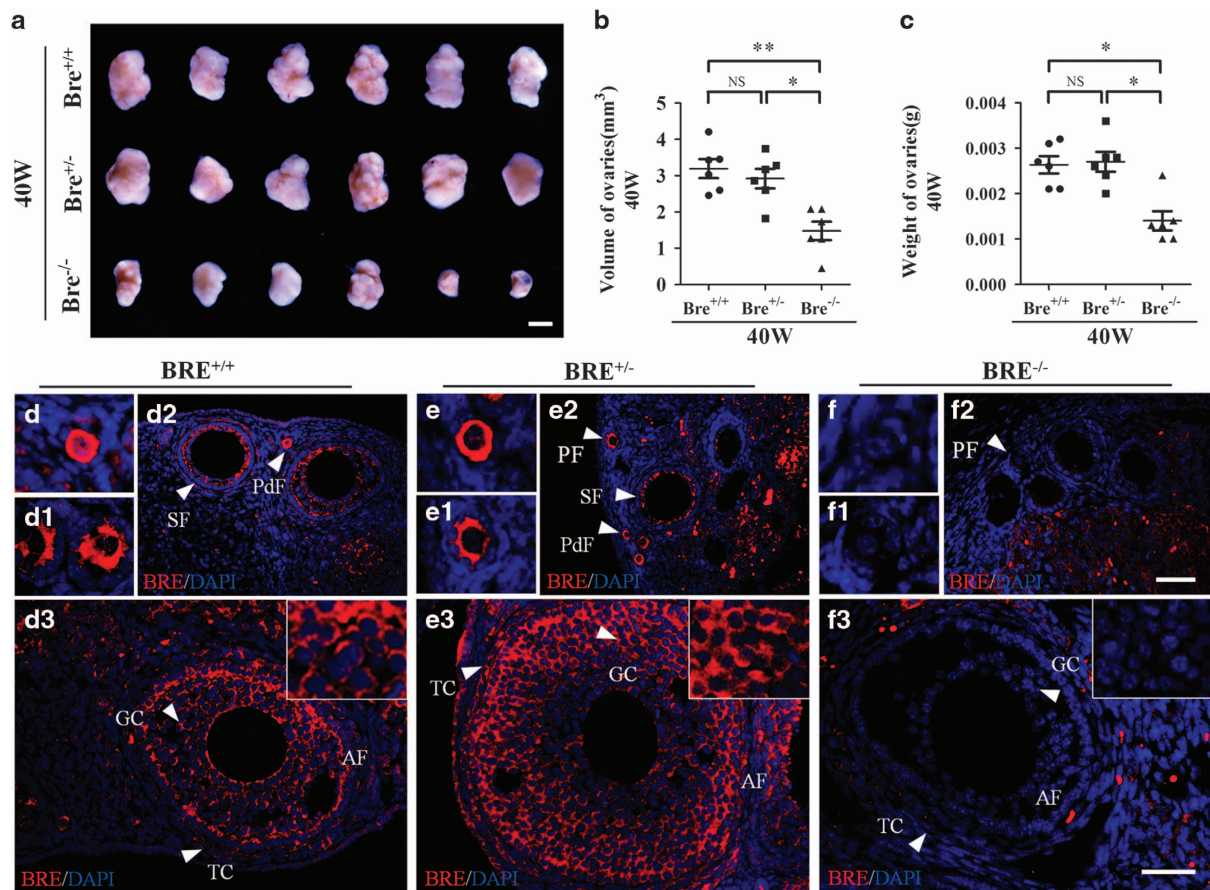 a
40W
Bre+/+
Bre+/-
Bre-/-
b
**
NS *
Volume of ovaries(mm3)
40W
5
4
3
2
1
0
Bre+/+ Bre+/- Bre-/-
40W
c
*
NS *
Weight of ovaries(g)
40W
0.004
0.003
0.002
0.001
0.000
Bre+/+ Bre+/- Bre-/-
40W
BRE+/+
d
d1
d2
SF
PdF
BRE/DAPI
d3
GC
AF
TC
BRE/DAPI
BRE+/-
e
e1
e2
PF
SF
PdF
BRE/DAPI
e3
TC
GC
AF
BRE/DAPI
BRE-/-
f
f1
f2
PF
BRE/DAPI
f3
GC
AF
TC
BRE/DAPI